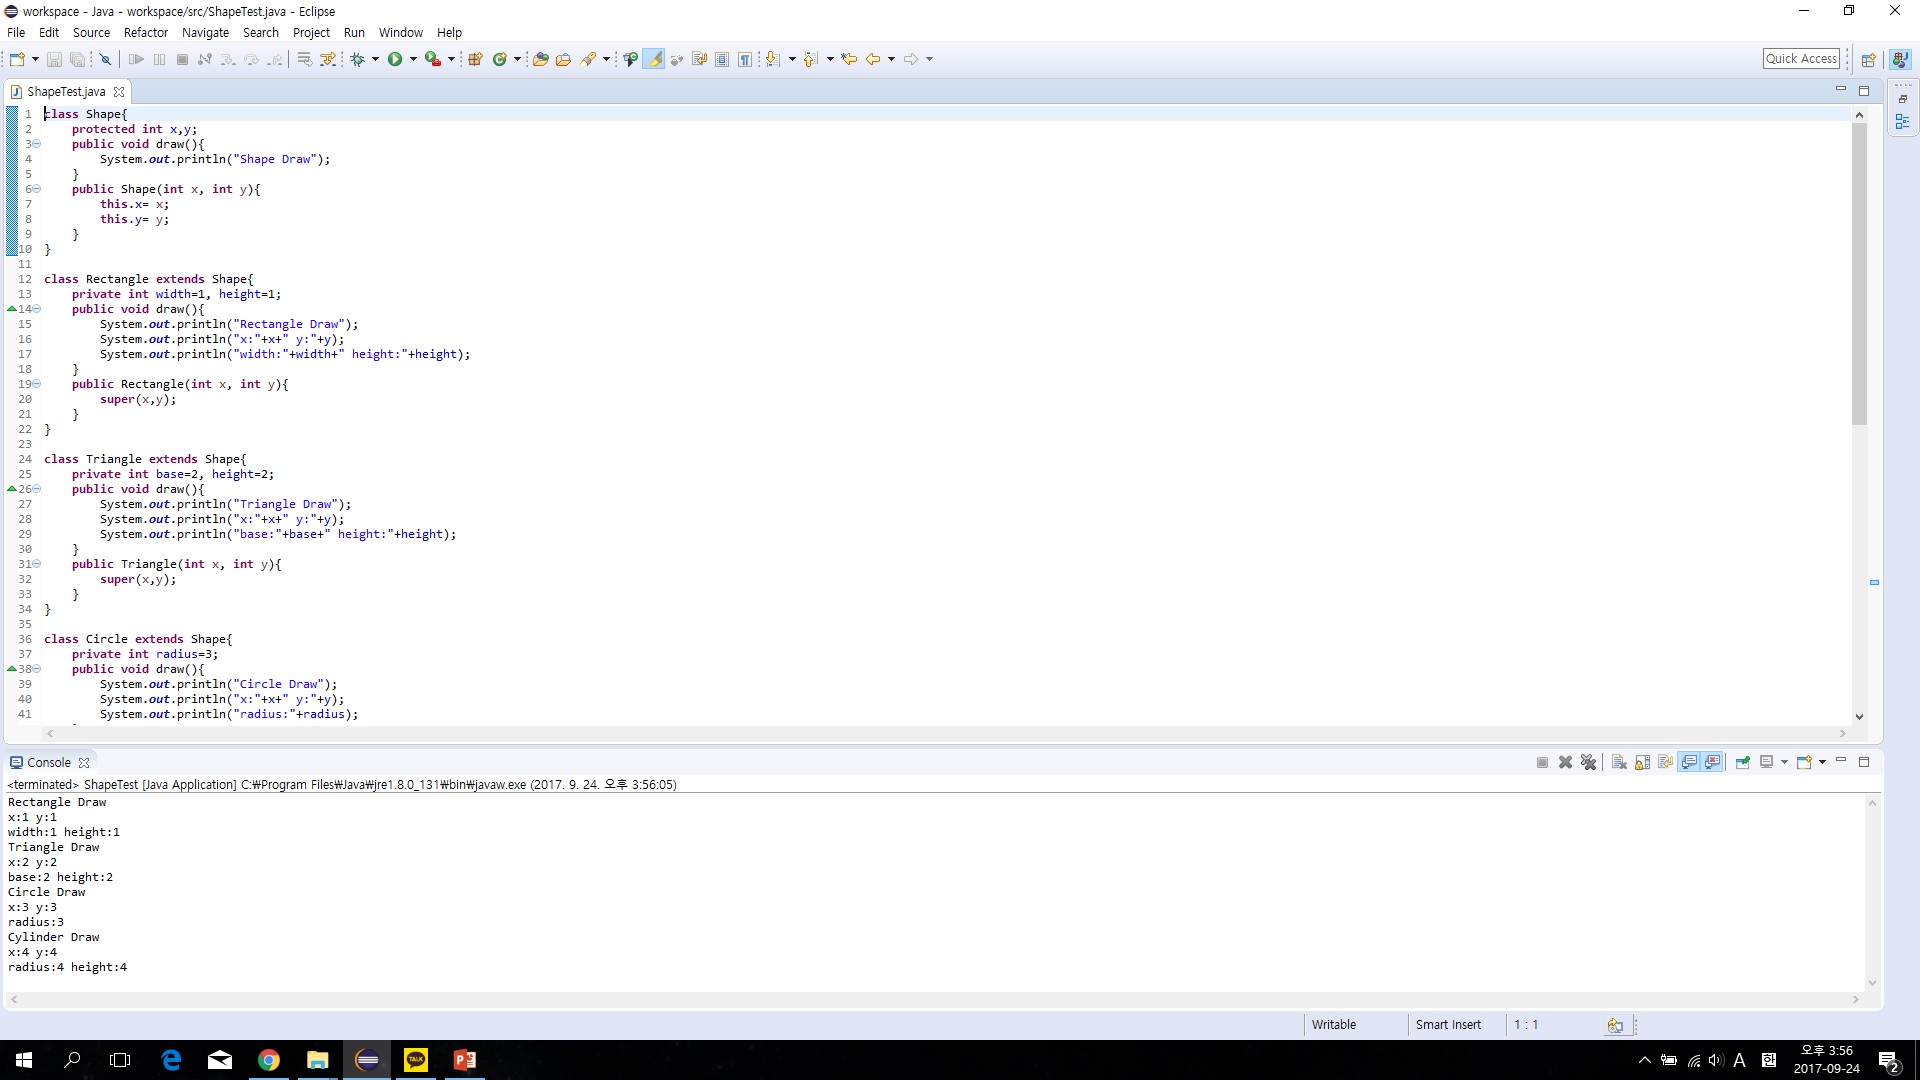 workspace - Java - workspace/src/ShapeTest.java - Eclipse
File Edit Source Refactor Navigate Search Project Run Window Help
Quick Access
ShapeTest.java
1 class Shape{
2     protected int x,y;
3     public void draw(){
4         System.out.println("Shape Draw");
5     }
6     public Shape(int x, int y){
7         this.x= x;
8         this.y= y;
9     }
10 }
11
12 class Rectangle extends Shape{
13     private int width=1, height=1;
14     public void draw(){
15         System.out.println("Rectangle Draw");
16         System.out.println("x:"+x+" y:"+y);
17         System.out.println("width:"+width+" height:"+height);
18     }
19     public Rectangle(int x, int y){
20         super(x,y);
21     }
22 }
23
24 class Triangle extends Shape{
25     private int base=2, height=2;
26     public void draw(){
27         System.out.println("Triangle Draw");
28         System.out.println("x:"+x+" y:"+y);
29         System.out.println("base:"+base+" height:"+height);
30     }
31     public Triangle(int x, int y){
32         super(x,y);
33     }
34 }
35
36 class Circle extends Shape{
37     private int radius=3;
38     public void draw(){
39         System.out.println("Circle Draw");
40         System.out.println("x:"+x+" y:"+y);
41         System.out.println("radius:"+radius);
Console
<terminated> ShapeTest [Java Application] C:₩Program Files₩Java₩jre1.8.0_131₩bin₩javaw.exe (2017. 9. 24. 오후 3:56:05)
Rectangle Draw
x:1 y:1
width:1 height:1
Triangle Draw
x:2 y:2
base:2 height:2
Circle Draw
x:3 y:3
radius:3
Cylinder Draw
x:4 y:4
radius:4 height:4
Writable Smart Insert 1 : 1
TALK
A 한 오후 3:56
2017-09-24
2